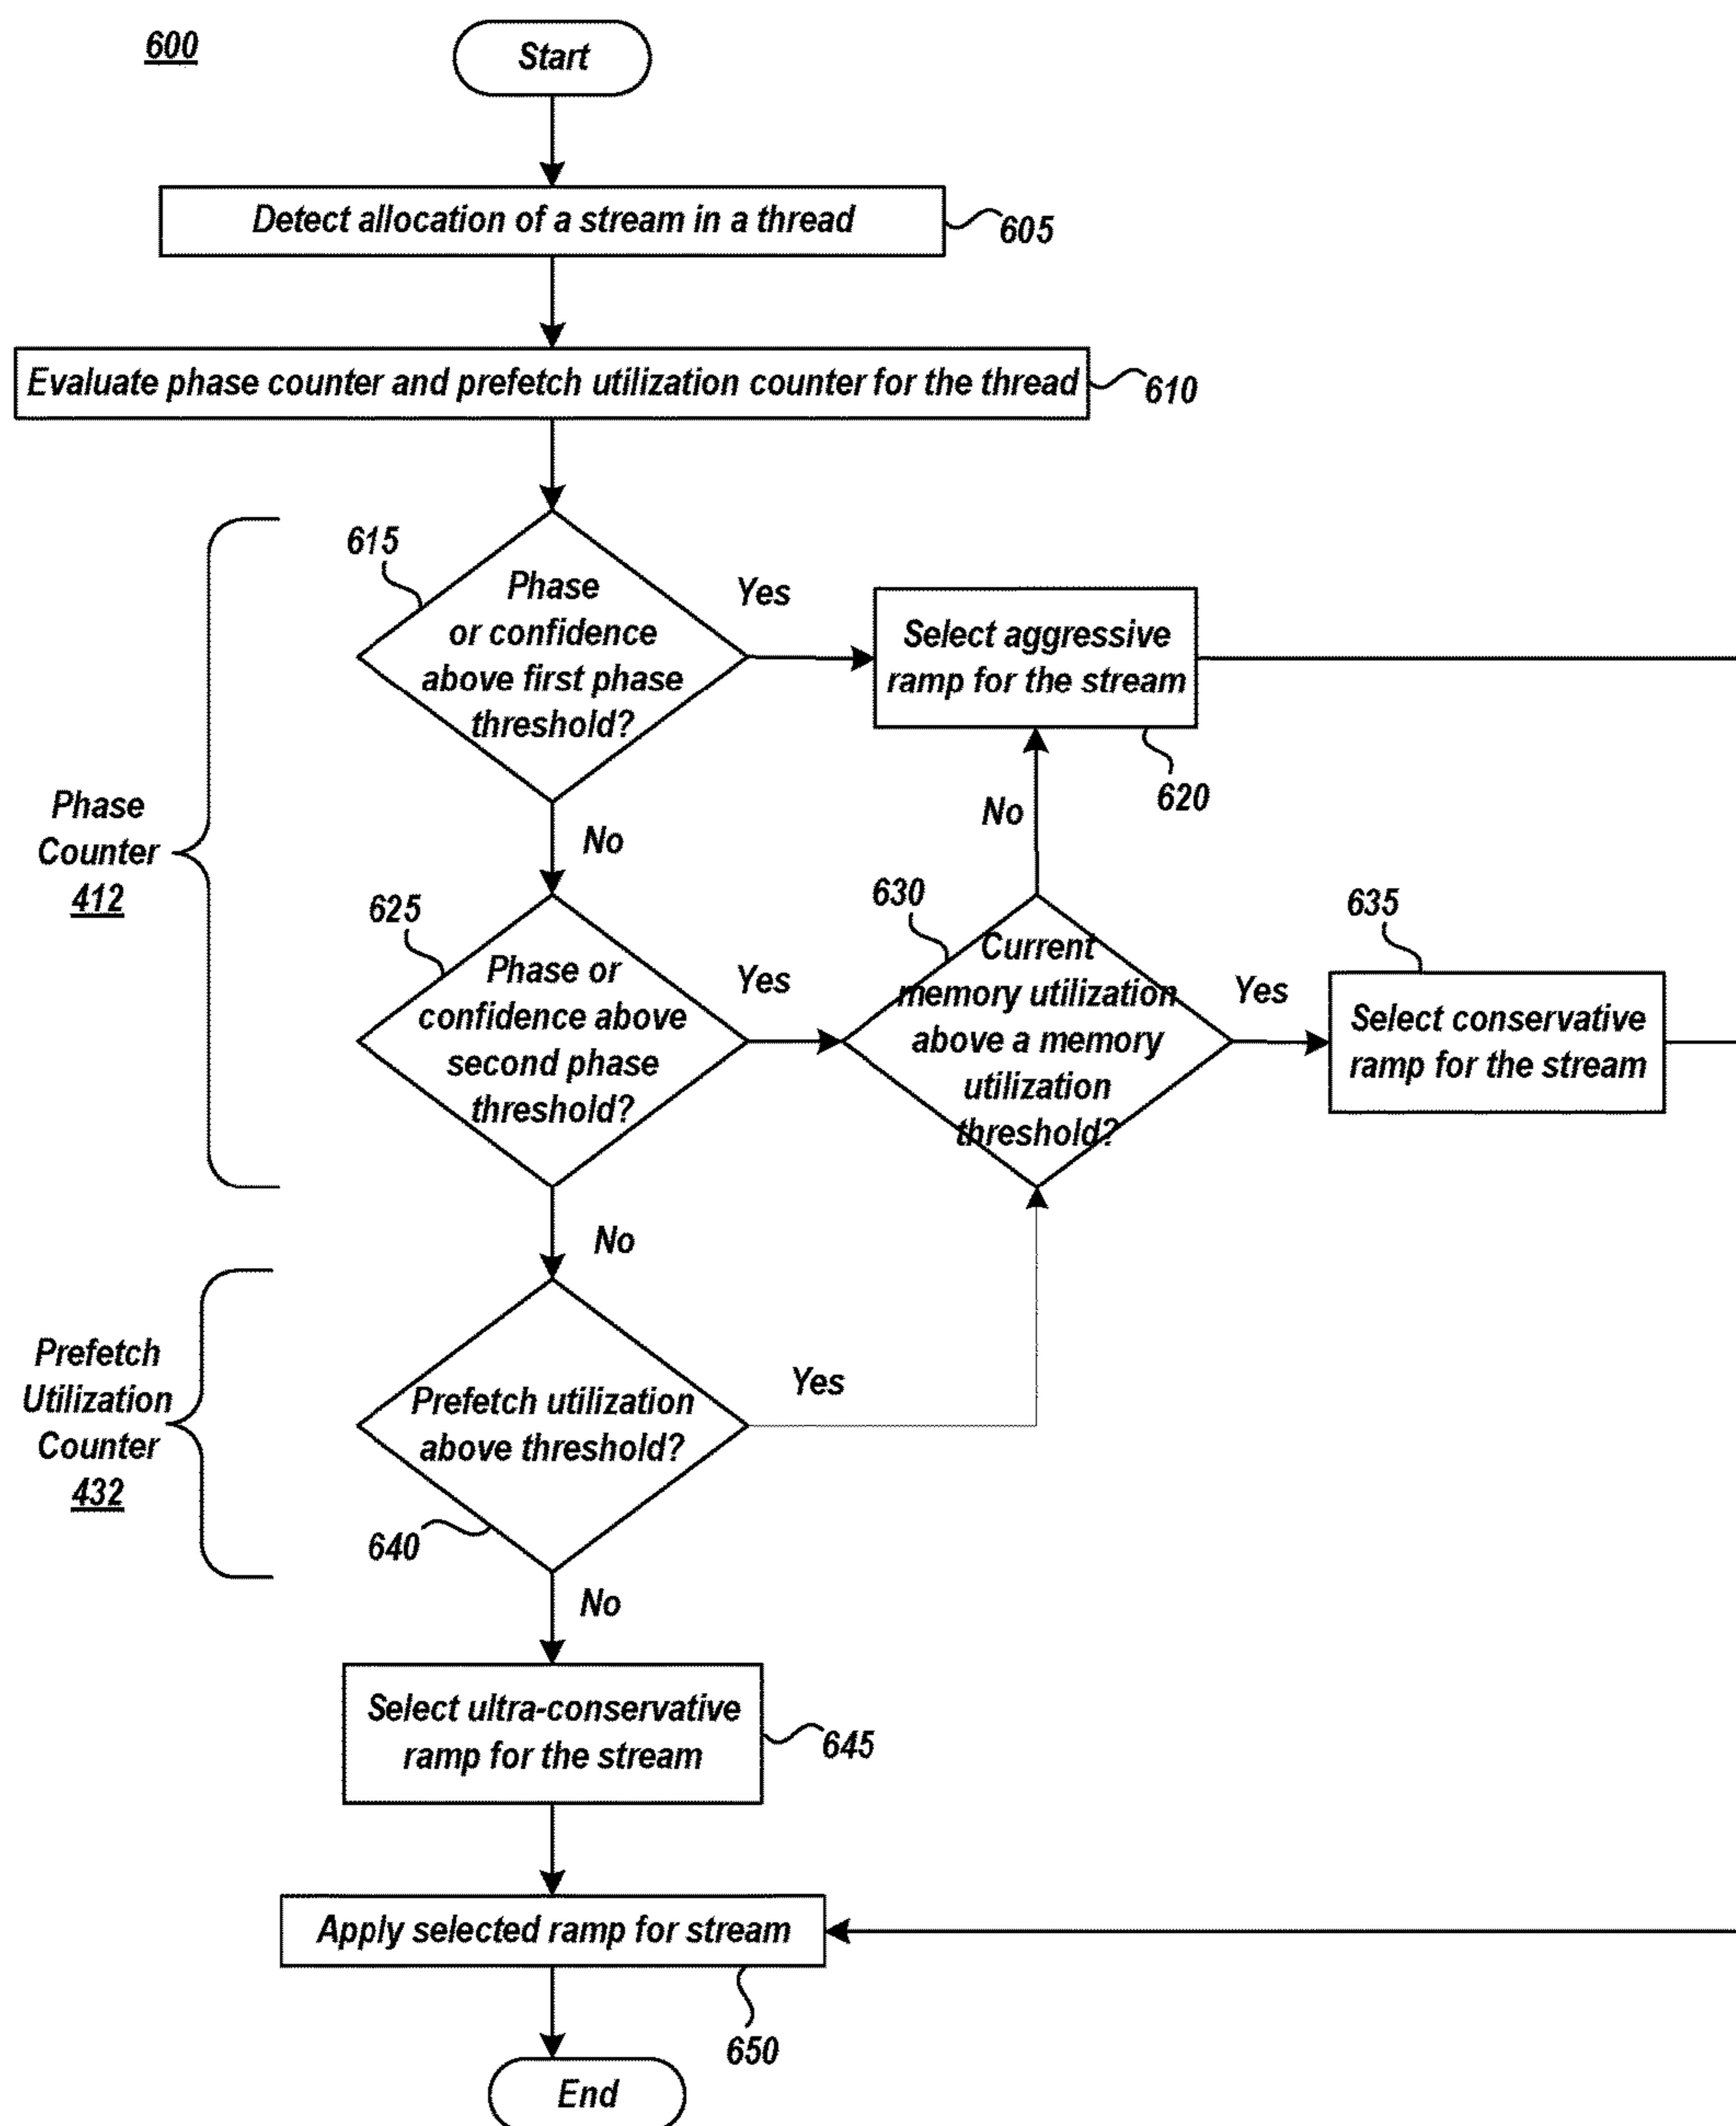 600
Start
Detect allocation of a stream in a thread
605
Evaluate phase counter and prefetch utilization counter for the thread
610
615
Phase
or confidence
above first phase
threshold?
Yes
Select aggressive
ramp for the stream
620
No
No
Phase
Counter
412
625
Phase or
confidence above
second phase
threshold?
Yes
630
Current
memory utilization
above a memory
utilization
threshold?
Yes
635
Select conservative
ramp for the stream
No
Prefetch
Utilization
Counter
432
Prefetch utilization
above threshold?
Yes
640
No
Select ultra-conservative
ramp for the stream
645
Apply selected ramp for stream
650
End